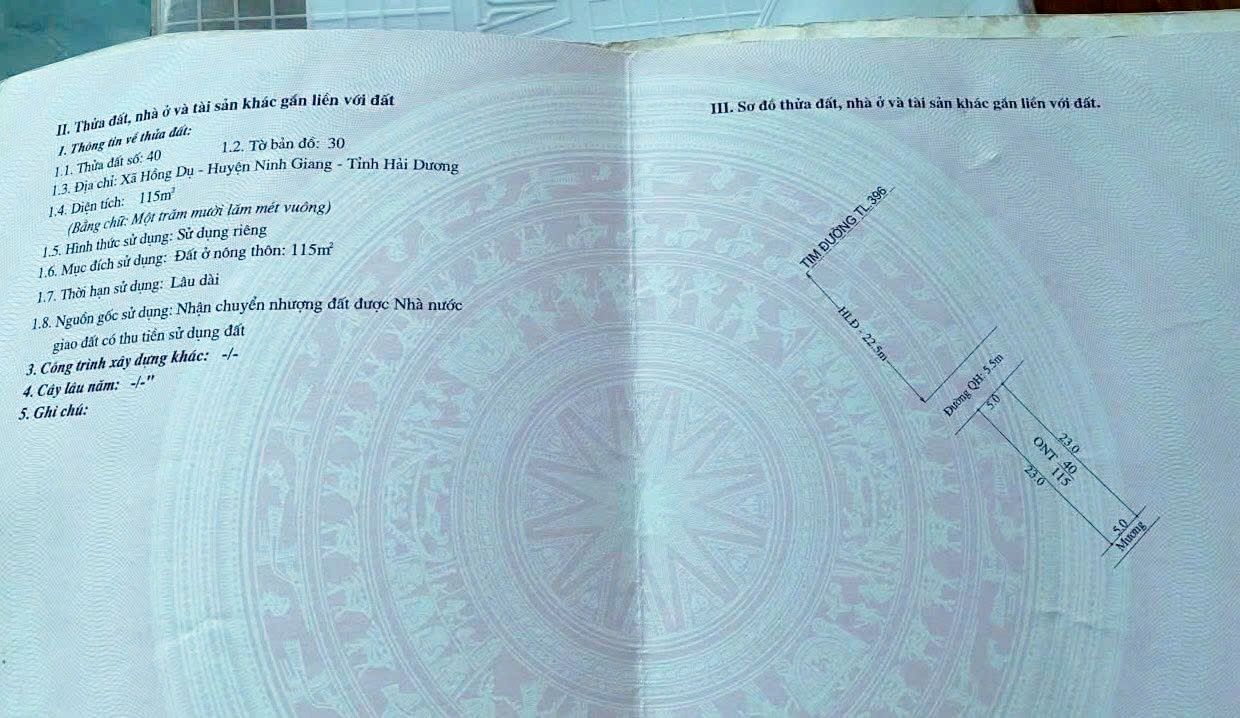 II. Thửa đất, nhà ở và tài sản khác gắn liền với đất
1. Thông tin về thửa đất:
1.1. Thửa đất số: 40 1.2. Tờ bản đồ: 30
1.3. Địa chỉ: Xã Hồng Dụ - Huyện Ninh Giang - Tỉnh Hải Dương
1.4. Diện tích: 115m²
(Bằng chữ: Một trăm mười lăm mét vuông)
1.5. Hình thức sử dụng: Sử dụng riêng
1.6. Mục đích sử dụng: Đất ở nông thôn: 115m²
1.7. Thời hạn sử dụng: Lâu dài
1.8. Nguồn gốc sử dụng: Nhận chuyển nhượng đất được Nhà nước
giao đất có thu tiền sử dụng đất
3. Công trình xây dựng khác: -/-
4. Cây lâu năm: -/-"
5. Ghi chú:
III. Sơ đồ thửa đất, nhà ở và tài sản khác gắn liền với đất.
TIM ĐƯỜNG TL 396
HLĐ - 22.5m
Đường QH: 5.5m
5.0
23.0
ONT 40
115
23.0
5.0
Mương